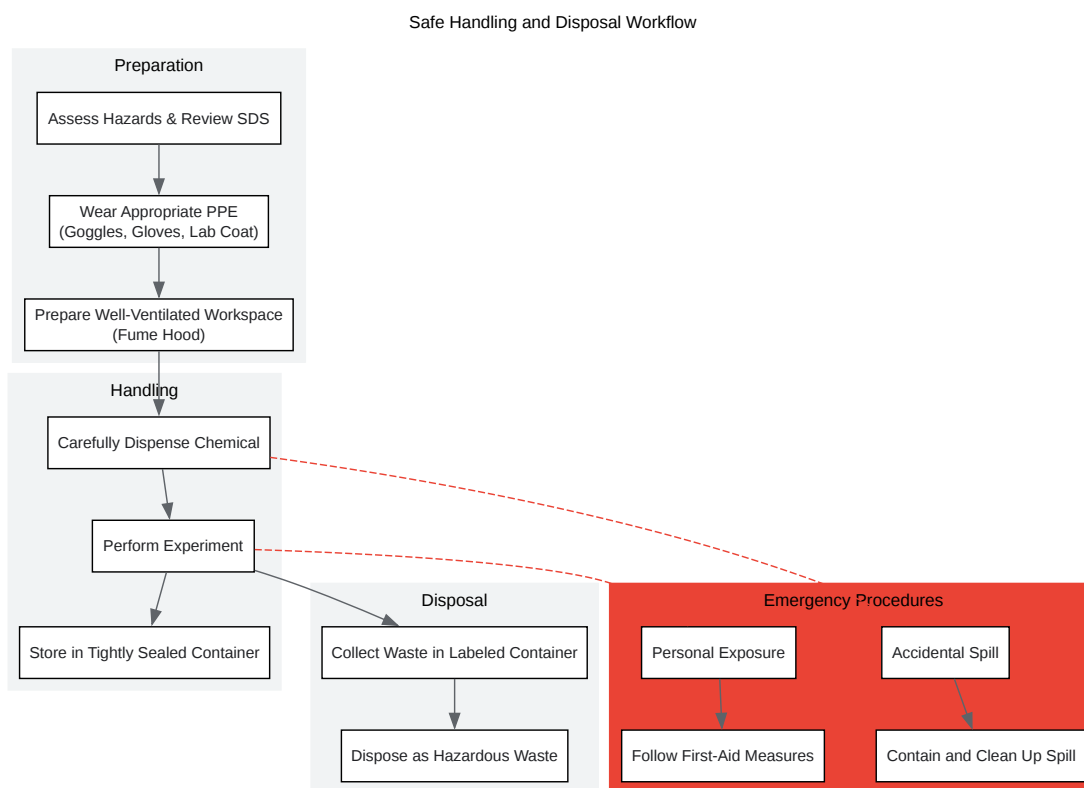 Safe Handling and Disposal Workflow
Preparation
Assess Hazards & Review SDS
Wear Appropriate PPE
(Goggles, Gloves, Lab Coat)
Prepare Well-Ventilated Workspace
(Fume Hood)
Handling
Carefully Dispense Chemical
Perform Experiment
Store in Tightly Sealed Container
Disposal
Collect Waste in Labeled Container
Dispose as Hazardous Waste
Emergency Procedures
Personal Exposure
Accidental Spill
Follow First-Aid Measures
Contain and Clean Up Spill